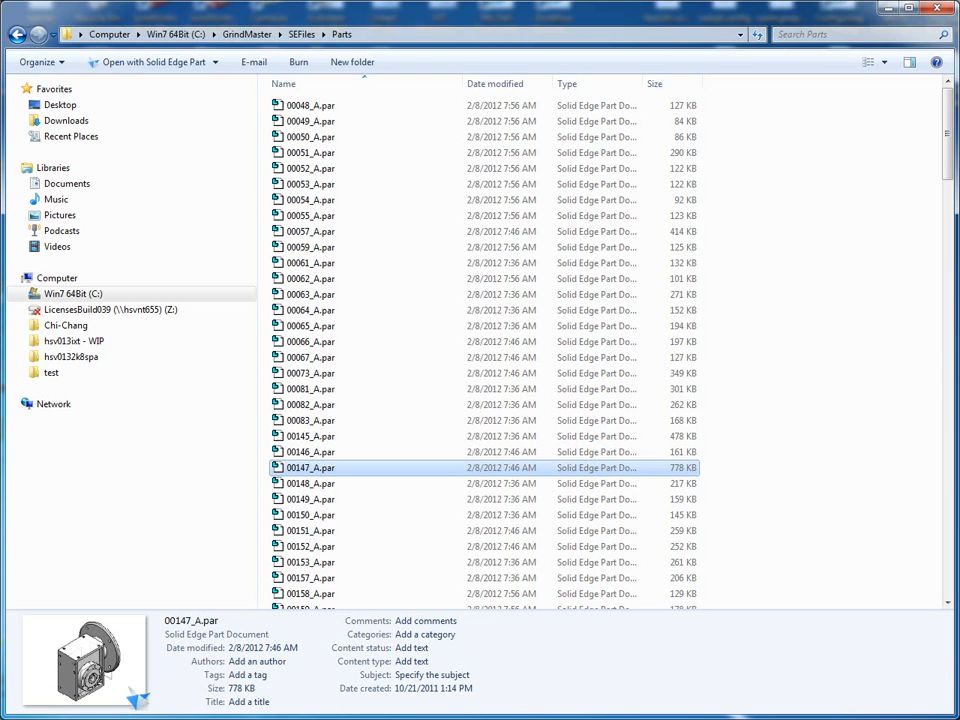 Computer Win7 64Bit (C:) GrindMaster SEFiles Parts Search Parts
Organize Open with Solid Edge Part E-mail Burn New folder
Favorites
Desktop
Downloads
Recent Places
Libraries
Documents
Music
Pictures
Podcasts
Videos
Computer
Win7 64Bit (C:)
LicensesBuild039 (\\hsvnt655) (Z:)
Chi-Chang
hsv013ixt - WIP
hsv0132k8spa
test
Network
Name Date modified Type Size
00048_A.par 2/8/2012 7:56 AM Solid Edge Part Do... 127 KB
00049_A.par 2/8/2012 7:56 AM Solid Edge Part Do... 84 KB
00050_A.par 2/8/2012 7:56 AM Solid Edge Part Do... 86 KB
00051_A.par 2/8/2012 7:56 AM Solid Edge Part Do... 290 KB
00052_A.par 2/8/2012 7:56 AM Solid Edge Part Do... 122 KB
00053_A.par 2/8/2012 7:56 AM Solid Edge Part Do... 122 KB
00054_A.par 2/8/2012 7:56 AM Solid Edge Part Do... 92 KB
00055_A.par 2/8/2012 7:56 AM Solid Edge Part Do... 123 KB
00057_A.par 2/8/2012 7:46 AM Solid Edge Part Do... 414 KB
00059_A.par 2/8/2012 7:56 AM Solid Edge Part Do... 125 KB
00061_A.par 2/8/2012 7:36 AM Solid Edge Part Do... 132 KB
00062_A.par 2/8/2012 7:56 AM Solid Edge Part Do... 101 KB
00063_A.par 2/8/2012 7:36 AM Solid Edge Part Do... 271 KB
00064_A.par 2/8/2012 7:36 AM Solid Edge Part Do... 152 KB
00065_A.par 2/8/2012 7:46 AM Solid Edge Part Do... 194 KB
00066_A.par 2/8/2012 7:46 AM Solid Edge Part Do... 197 KB
00067_A.par 2/8/2012 7:46 AM Solid Edge Part Do... 127 KB
00073_A.par 2/8/2012 7:46 AM Solid Edge Part Do... 349 KB
00081_A.par 2/8/2012 7:36 AM Solid Edge Part Do... 301 KB
00082_A.par 2/8/2012 7:36 AM Solid Edge Part Do... 262 KB
00083_A.par 2/8/2012 7:36 AM Solid Edge Part Do... 168 KB
00145_A.par 2/8/2012 7:36 AM Solid Edge Part Do... 478 KB
00146_A.par 2/8/2012 7:46 AM Solid Edge Part Do... 161 KB
00147_A.par 2/8/2012 7:46 AM Solid Edge Part Do... 778 KB
00148_A.par 2/8/2012 7:36 AM Solid Edge Part Do... 217 KB
00149_A.par 2/8/2012 7:36 AM Solid Edge Part Do... 159 KB
00150_A.par 2/8/2012 7:36 AM Solid Edge Part Do... 145 KB
00151_A.par 2/8/2012 7:46 AM Solid Edge Part Do... 259 KB
00152_A.par 2/8/2012 7:46 AM Solid Edge Part Do... 252 KB
00153_A.par 2/8/2012 7:36 AM Solid Edge Part Do... 261 KB
00157_A.par 2/8/2012 7:36 AM Solid Edge Part Do... 206 KB
00158_A.par 2/8/2012 7:56 AM Solid Edge Part Do... 129 KB
00147_A.par
Solid Edge Part Document
Date modified: 2/8/2012 7:46 AM
Authors: Add an author
Tags: Add a tag
Size: 778 KB
Title: Add a title
Comments: Add comments
Categories: Add a category
Content status: Add text
Content type: Add text
Subject: Specify the subject
Date created: 10/21/2011 1:14 PM